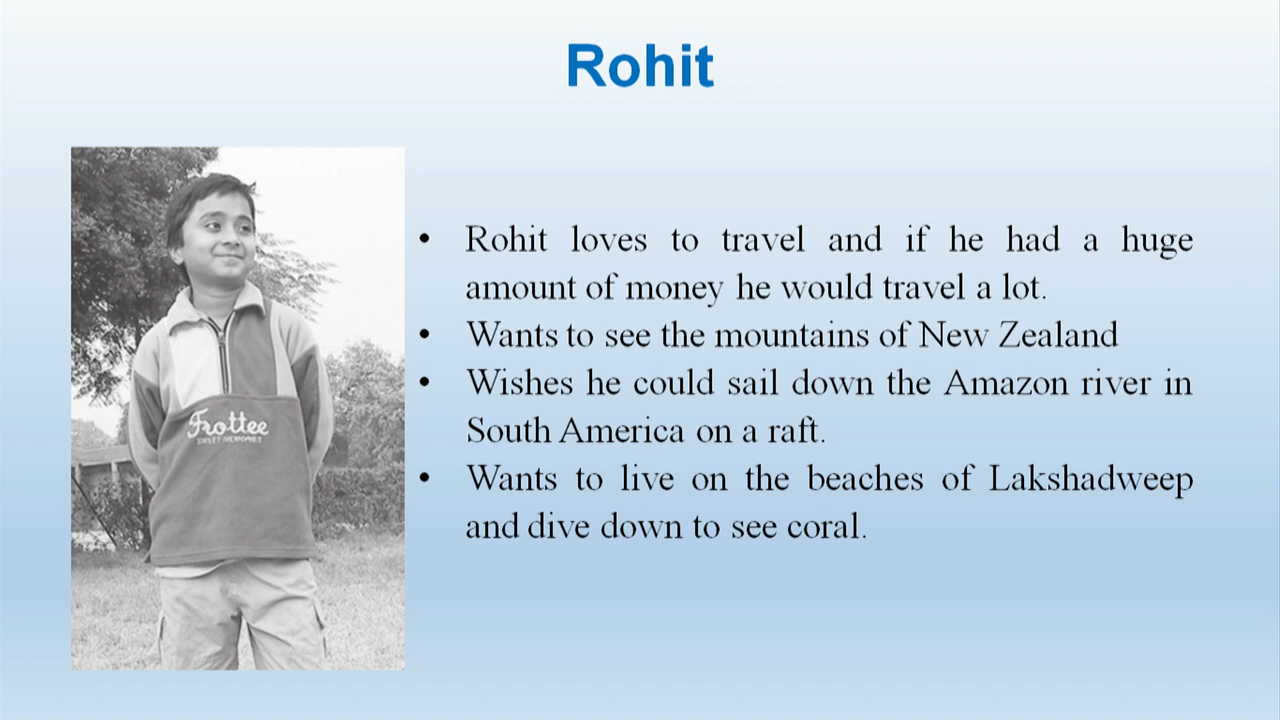 Rohit
• Rohit loves to travel and if he had a huge
amount of money he would travel a lot.
• Wants to see the mountains of New Zealand
• Wishes he could sail down the Amazon river in
South America on a raft.
• Wants to live on the beaches of Lakshadweep
and dive down to see coral.
Frottee
SWEET MEMORIES